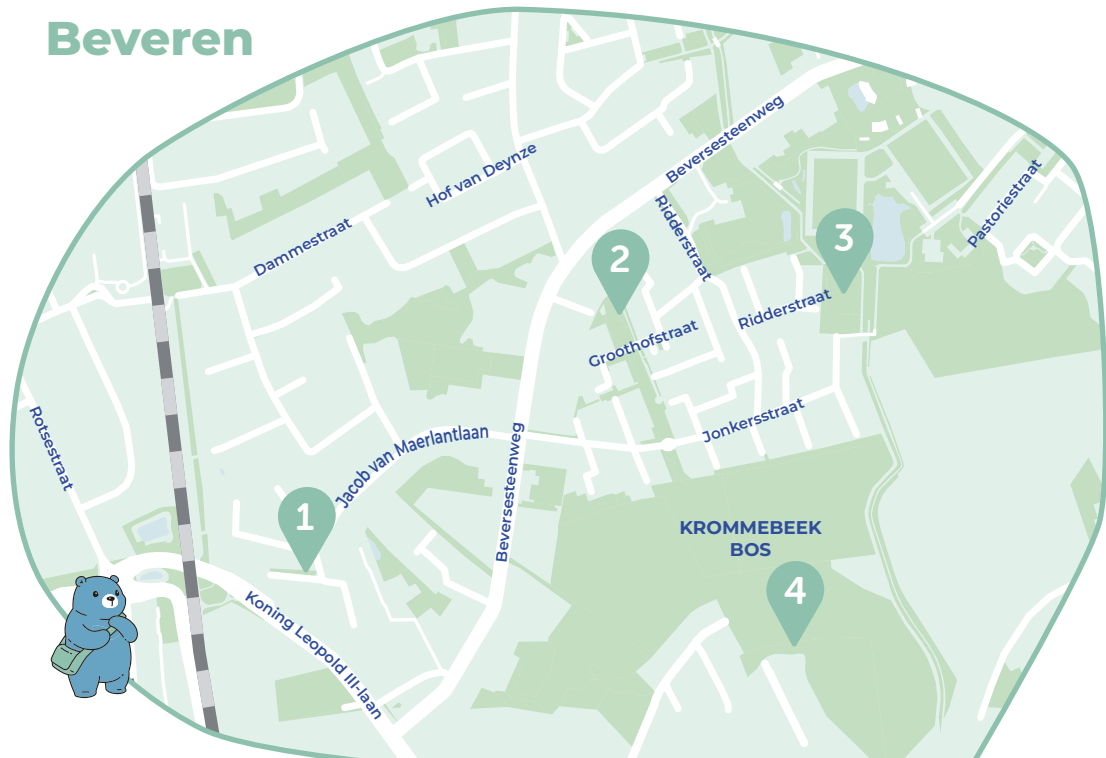 Beveren
Beversesteenweg
Hof van Deynze
Pastoriestraat
Ridderstraat
Dammestraat
2
3
Ridderstraat
Groothofstraat
Rotsestraat
Jacob van Maerlantlaan
Jonkersstraat
Beversesteenweg
1
KROMMEBEEK
BOS
4
Koning Leopold III-laan